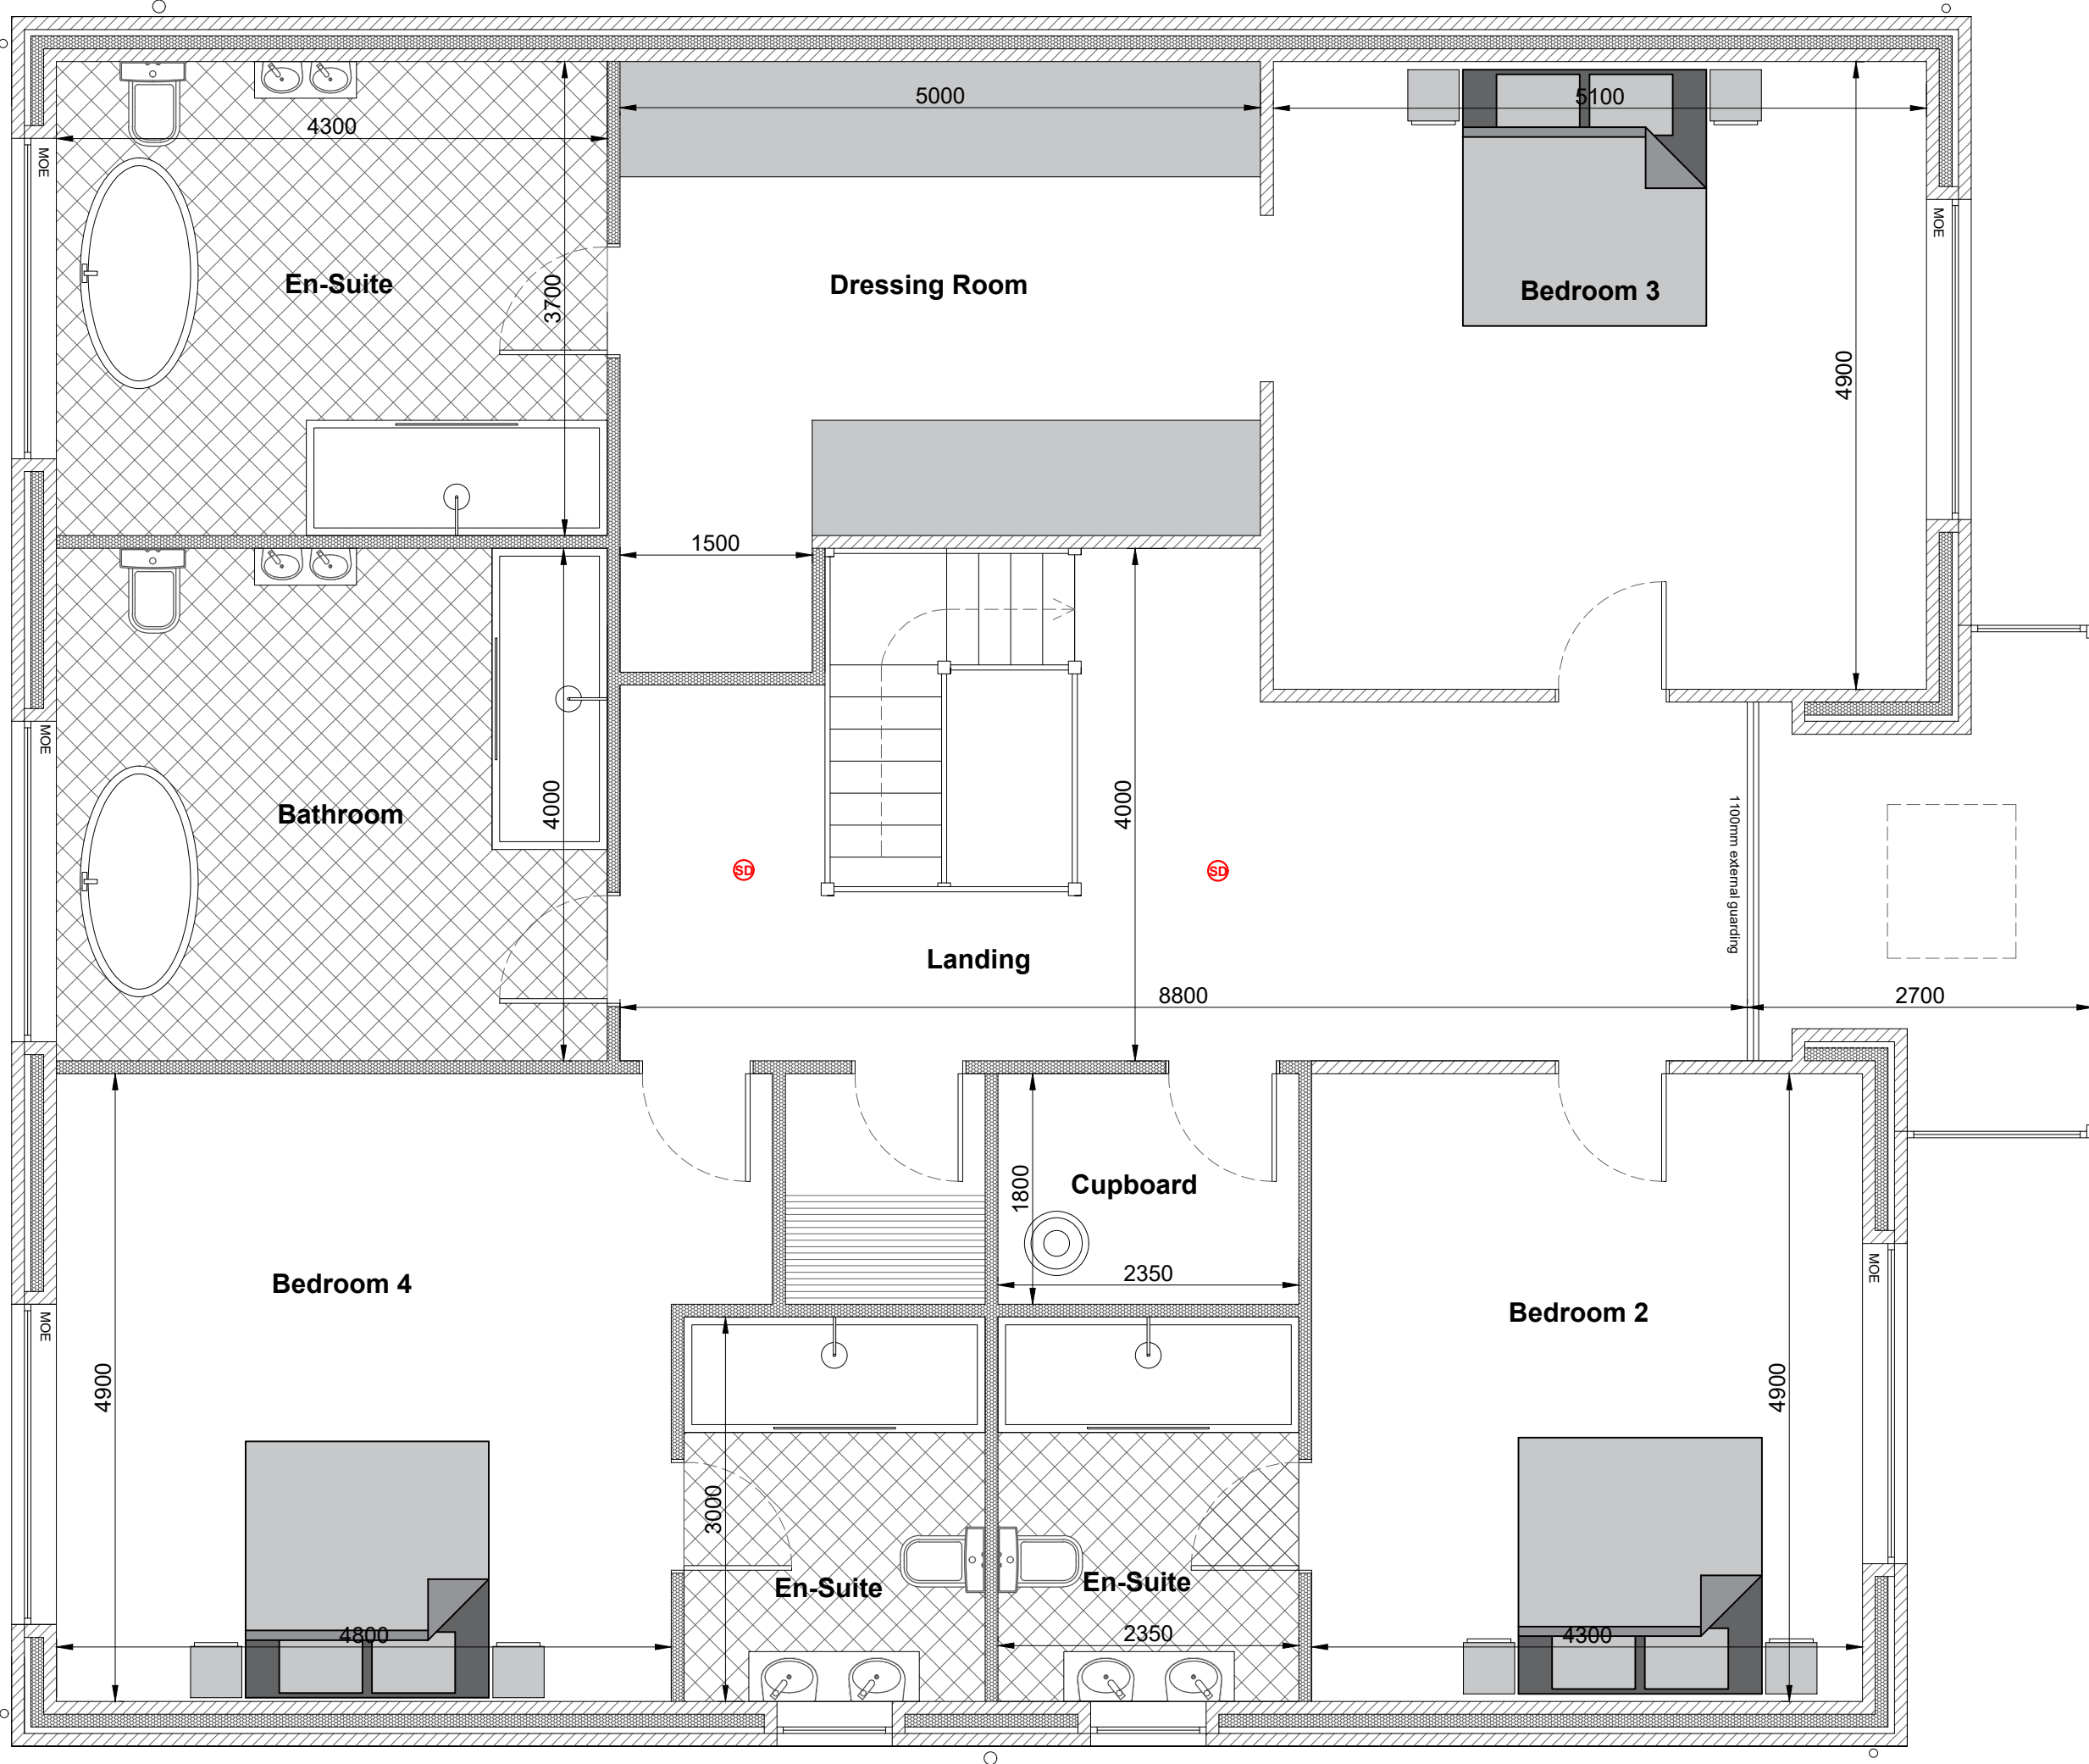 5000
5100
4300
MOE
MOE
En-Suite
3700
Dressing Room
Bedroom 3
4900
1500
MOE
Bathroom
4000
4000
1100mm external guarding
SD
SD
Landing
8800
2700
1800
Cupboard
2350
MOE
Bedroom 4
MOE
Bedroom 2
4900
4900
3000
En-Suite
En-Suite
4800
2350
4300